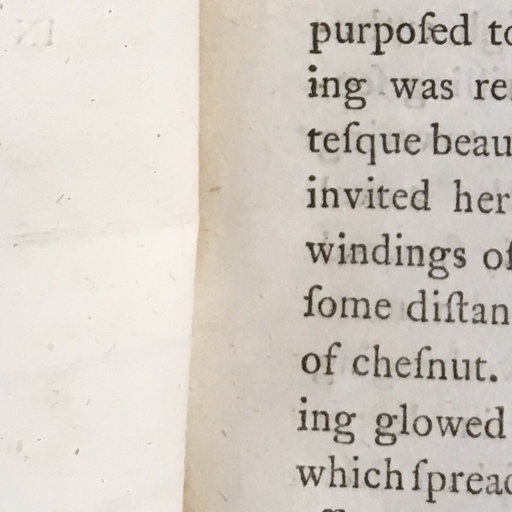 purpoſed to
ing was re
teſque beau
invited her
windings of
ſome diſtan
of cheſnut.
ing glowed
which ſpread